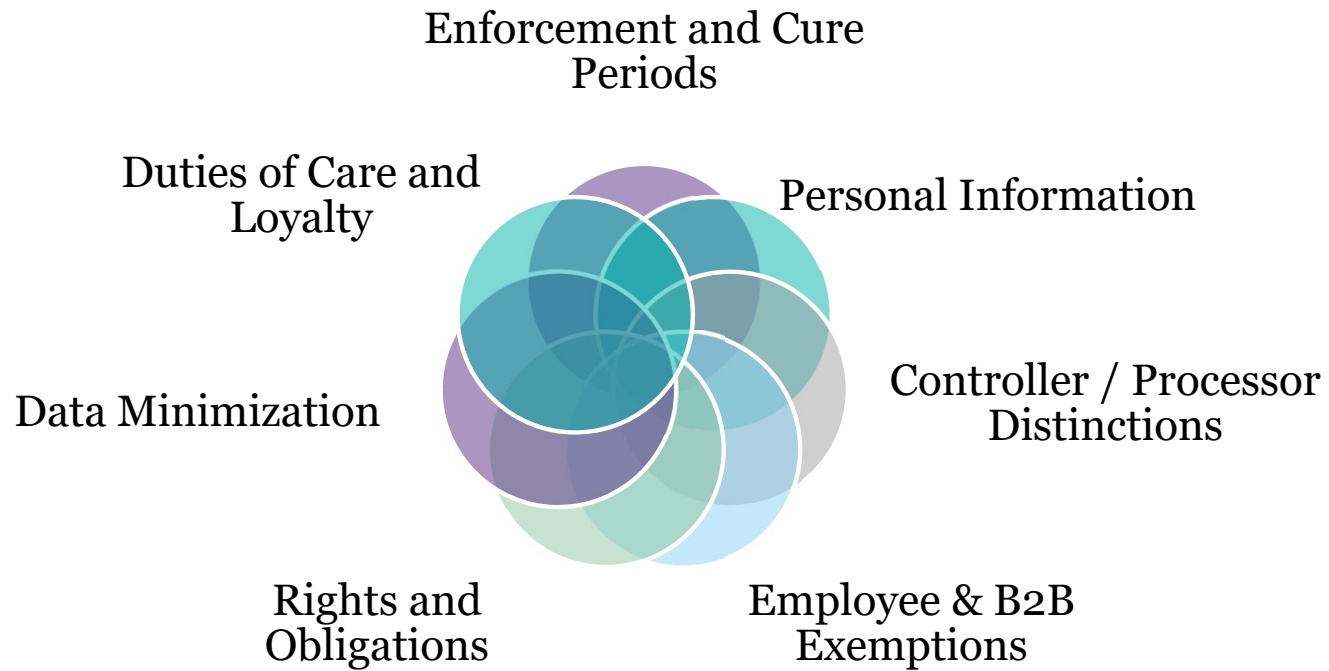 Enforcement and Cure
Periods
Duties of Care and
Loyalty
Personal Information
Data Minimization
Controller / Processor
Distinctions
Rights and
Obligations
Employee & B2B
Exemptions